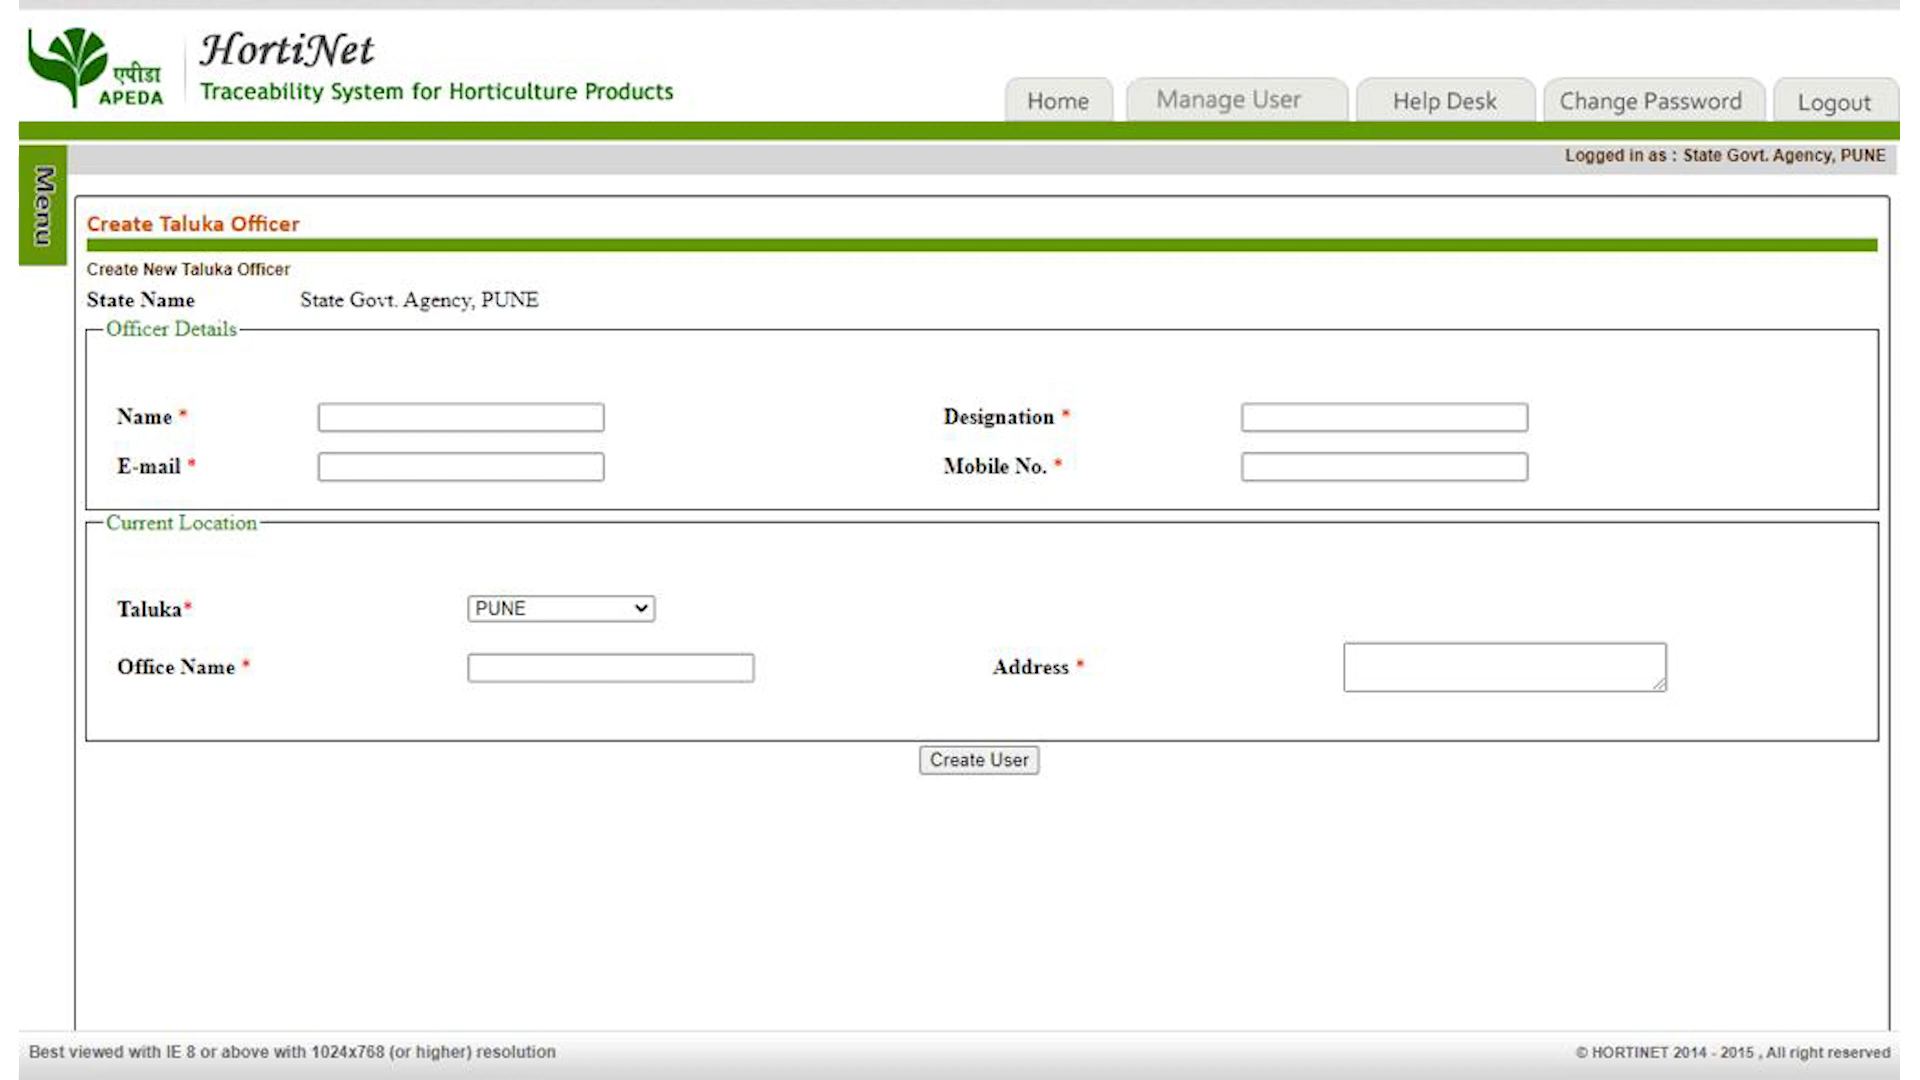 एपीडा
APEDA
HortiNet
Traceability System for Horticulture Products
Home Manage User Help Desk Change Password Logout
Logged in as : State Govt. Agency, PUNE
Menu
Create Taluka Officer
Create New Taluka Officer
State Name State Govt. Agency, PUNE
Officer Details
Name * Designation *
E-mail * Mobile No. *
Current Location
Taluka* PUNE
Office Name * Address *
Create User
Best viewed with IE 8 or above with 1024x768 (or higher) resolution © HORTINET 2014 - 2015 , All right reserved